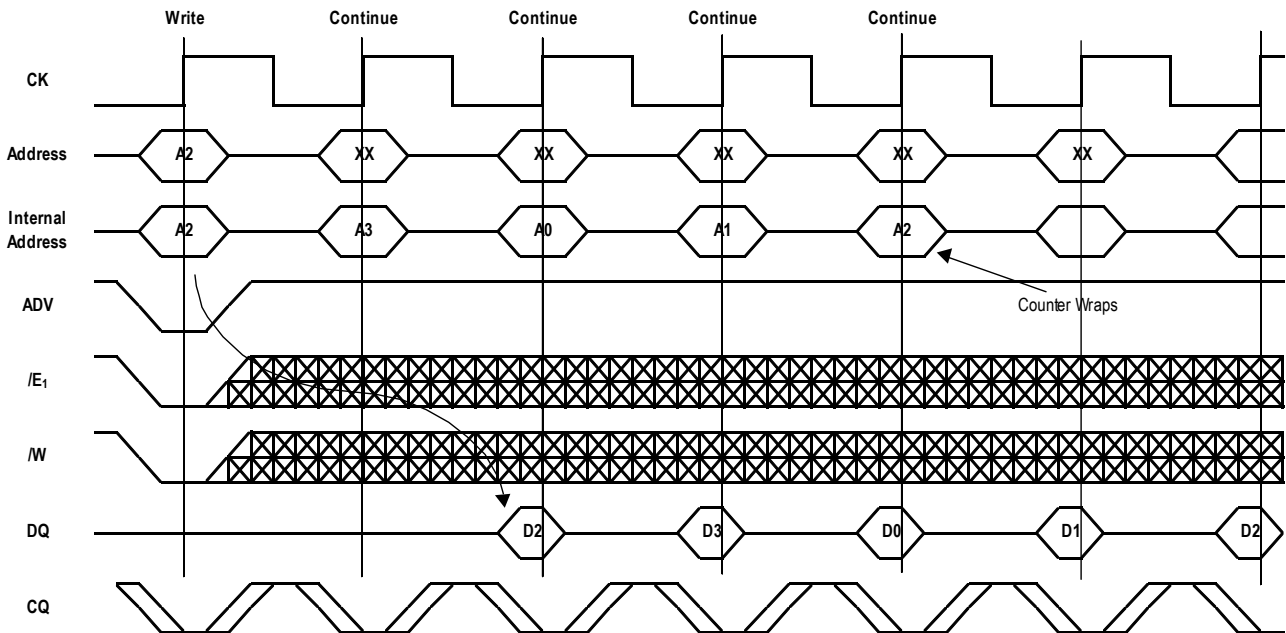 Write Continue Continue Continue Continue
CK
Address A2 XX XX XX XX XX
Internal
Address
A2 A3 A0 A1 A2
ADV
Counter Wraps
/E₁
/W
DQ D2 D3 D0 D1 D2
CQ